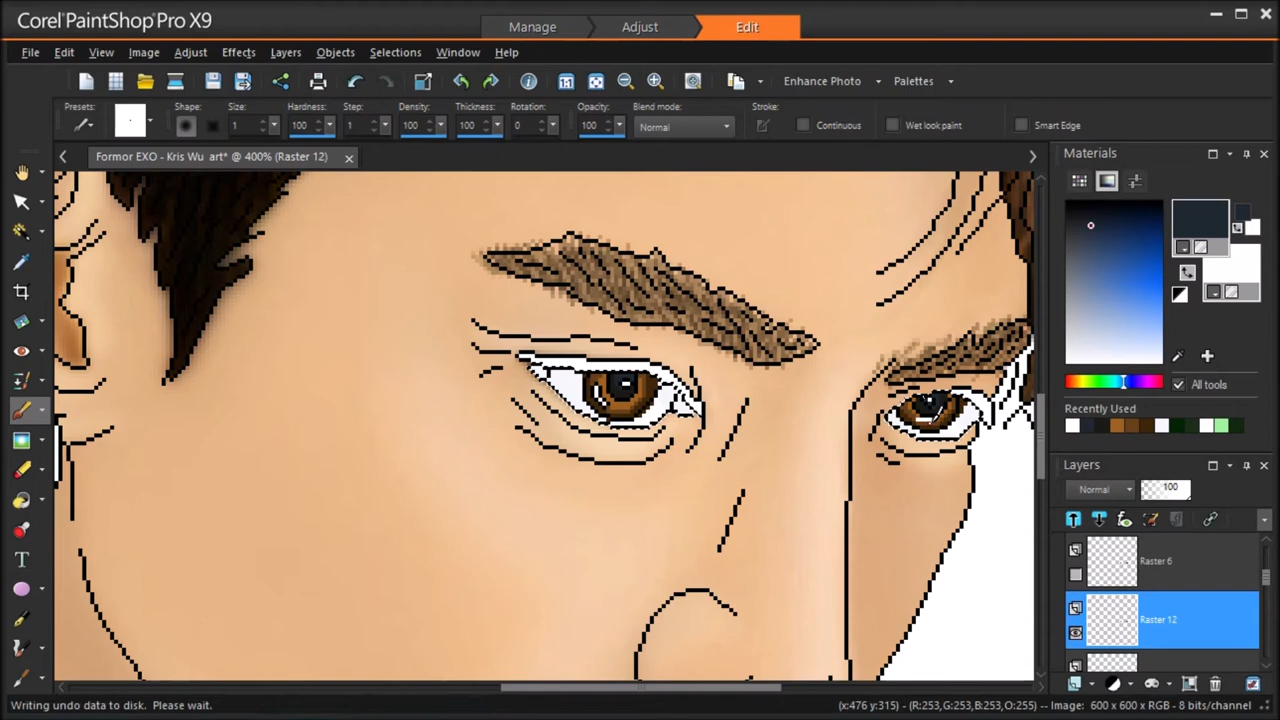 Corel PaintShop Pro X9
Manage
Adjust
Edit
File Edit View Image Adjust Effects Layers Objects Selections Window Help
Enhance Photo
Palettes
Presets: Shape: Size: Hardness: Step: Density: Thickness: Rotation: Opacity: Blend mode: Stroke:
1 100 1 100 100 0 100 Normal Continuous Wet look paint Smart Edge
Formor EXO - Kris Wu art* @ 400% (Raster 12)
Materials
All tools
Recently Used
Layers
Normal 100
Raster 6
Raster 12
Writing undo data to disk. Please wait.
(x:476 y:315) -- (R:253,G:253,B:253,O:255) -- Image: 600 x 600 x RGB - 8 bits/channel